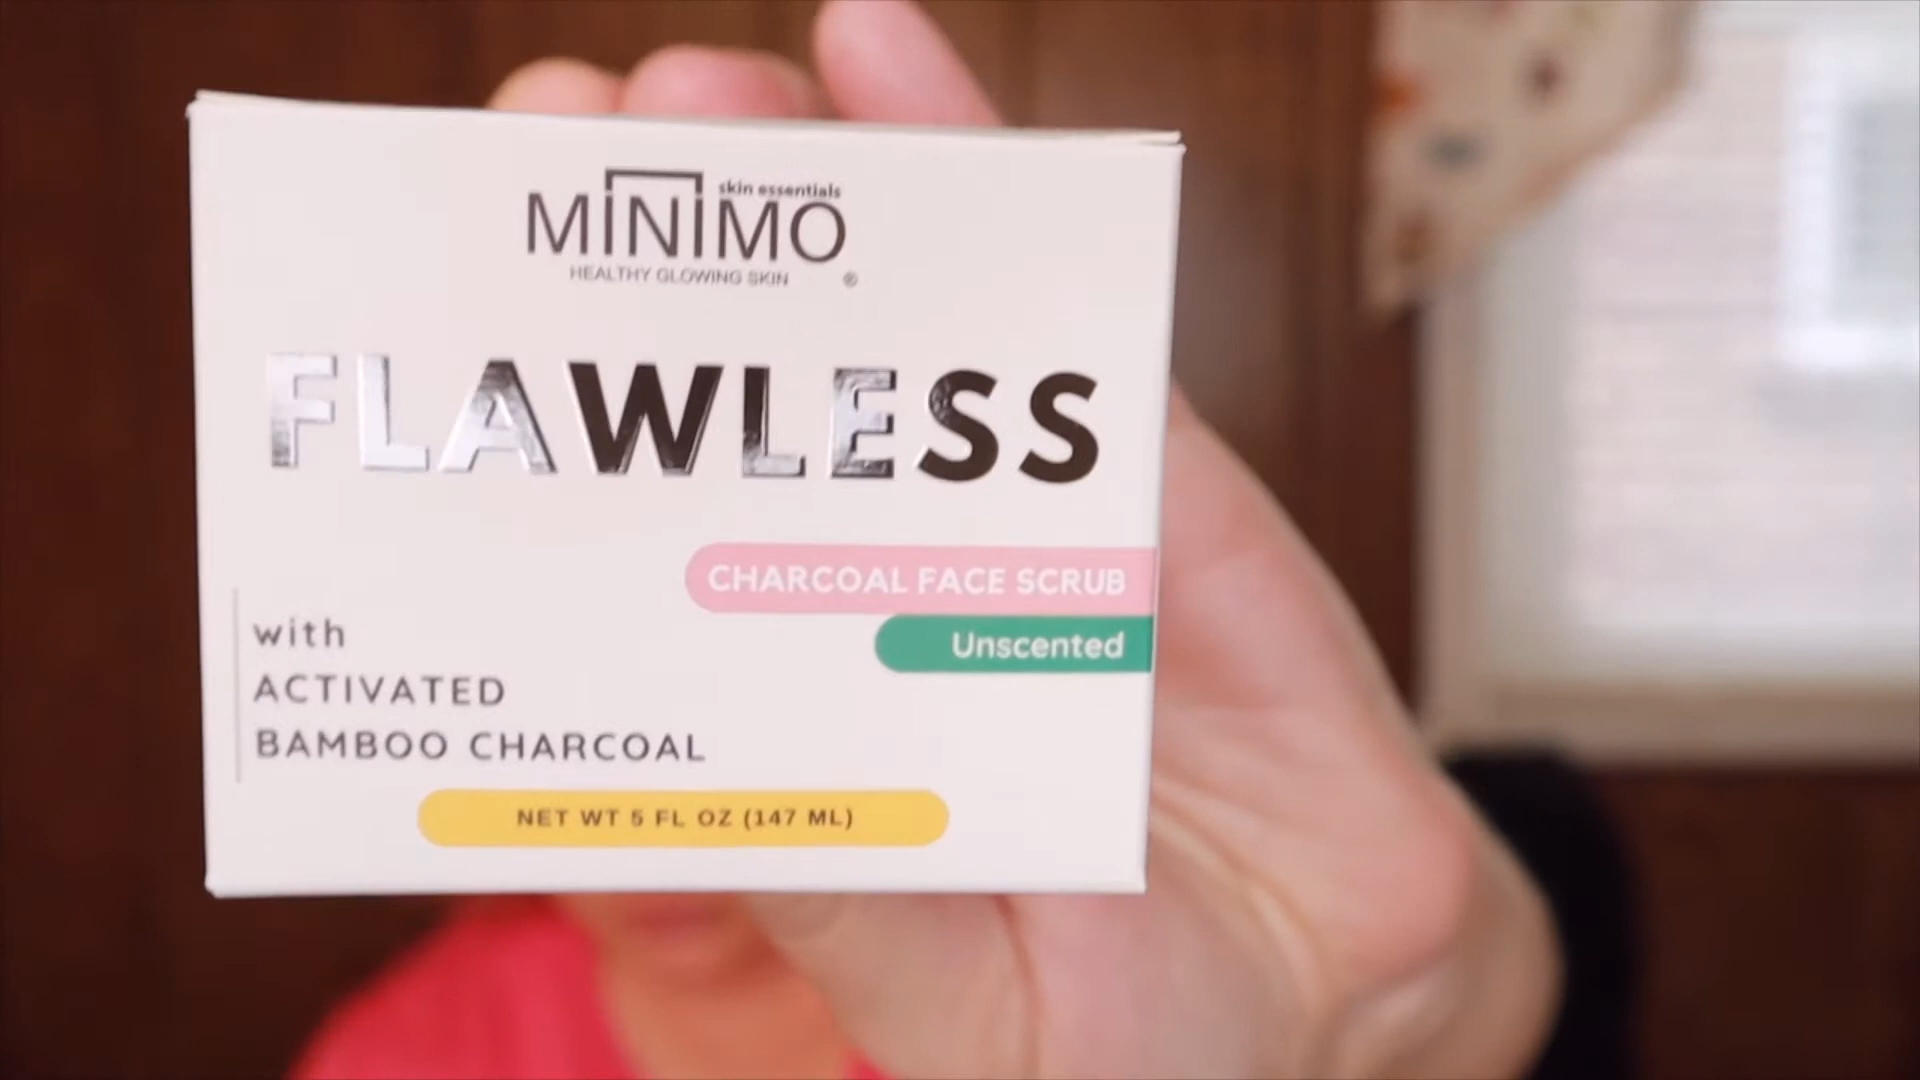 skin essentials
MINIMO
HEALTHY GLOWING SKIN ®
FLAWLESS
CHARCOAL FACE SCRUB
Unscented
with
ACTIVATED
BAMBOO CHARCOAL
NET WT 5 FL OZ (147 ML)